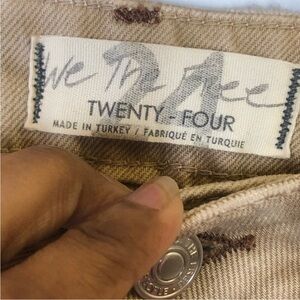 We The Free
24
TWENTY - FOUR
MADE IN TURKEY / FABRIQUÉ EN TURQUIE